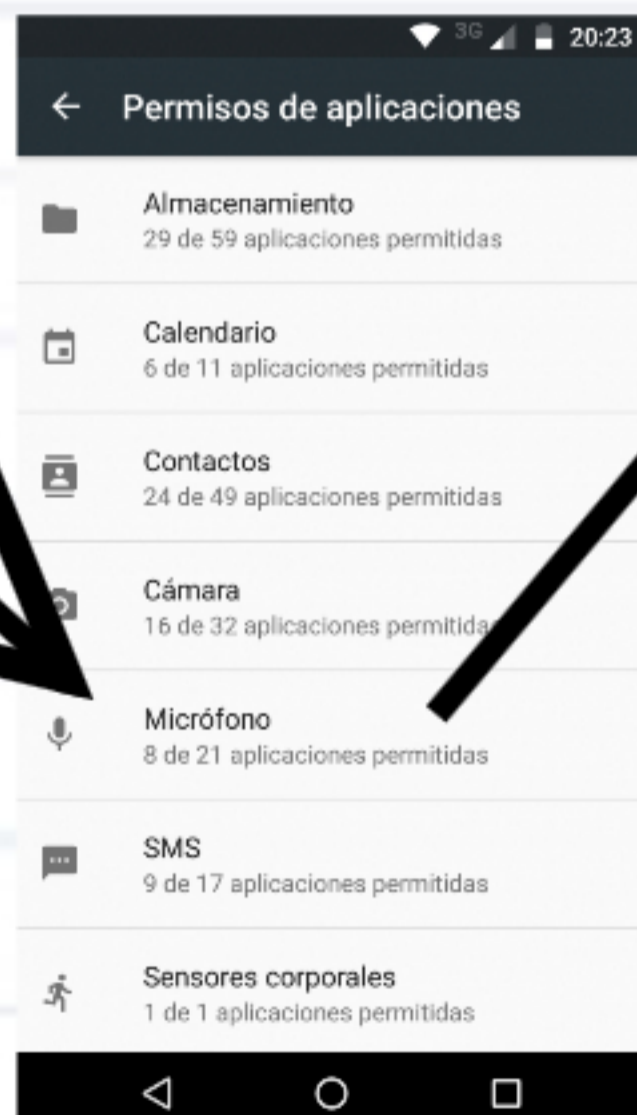 3G 20:23
Permisos de aplicaciones
Almacenamiento
29 de 59 aplicaciones permitidas
Calendario
6 de 11 aplicaciones permitidas
Contactos
24 de 49 aplicaciones permitidas
Cámara
16 de 32 aplicaciones permitida
Micrófono
8 de 21 aplicaciones permitidas
SMS
9 de 17 aplicaciones permitidas
Sensores corporales
1 de 1 aplicaciones permitidas